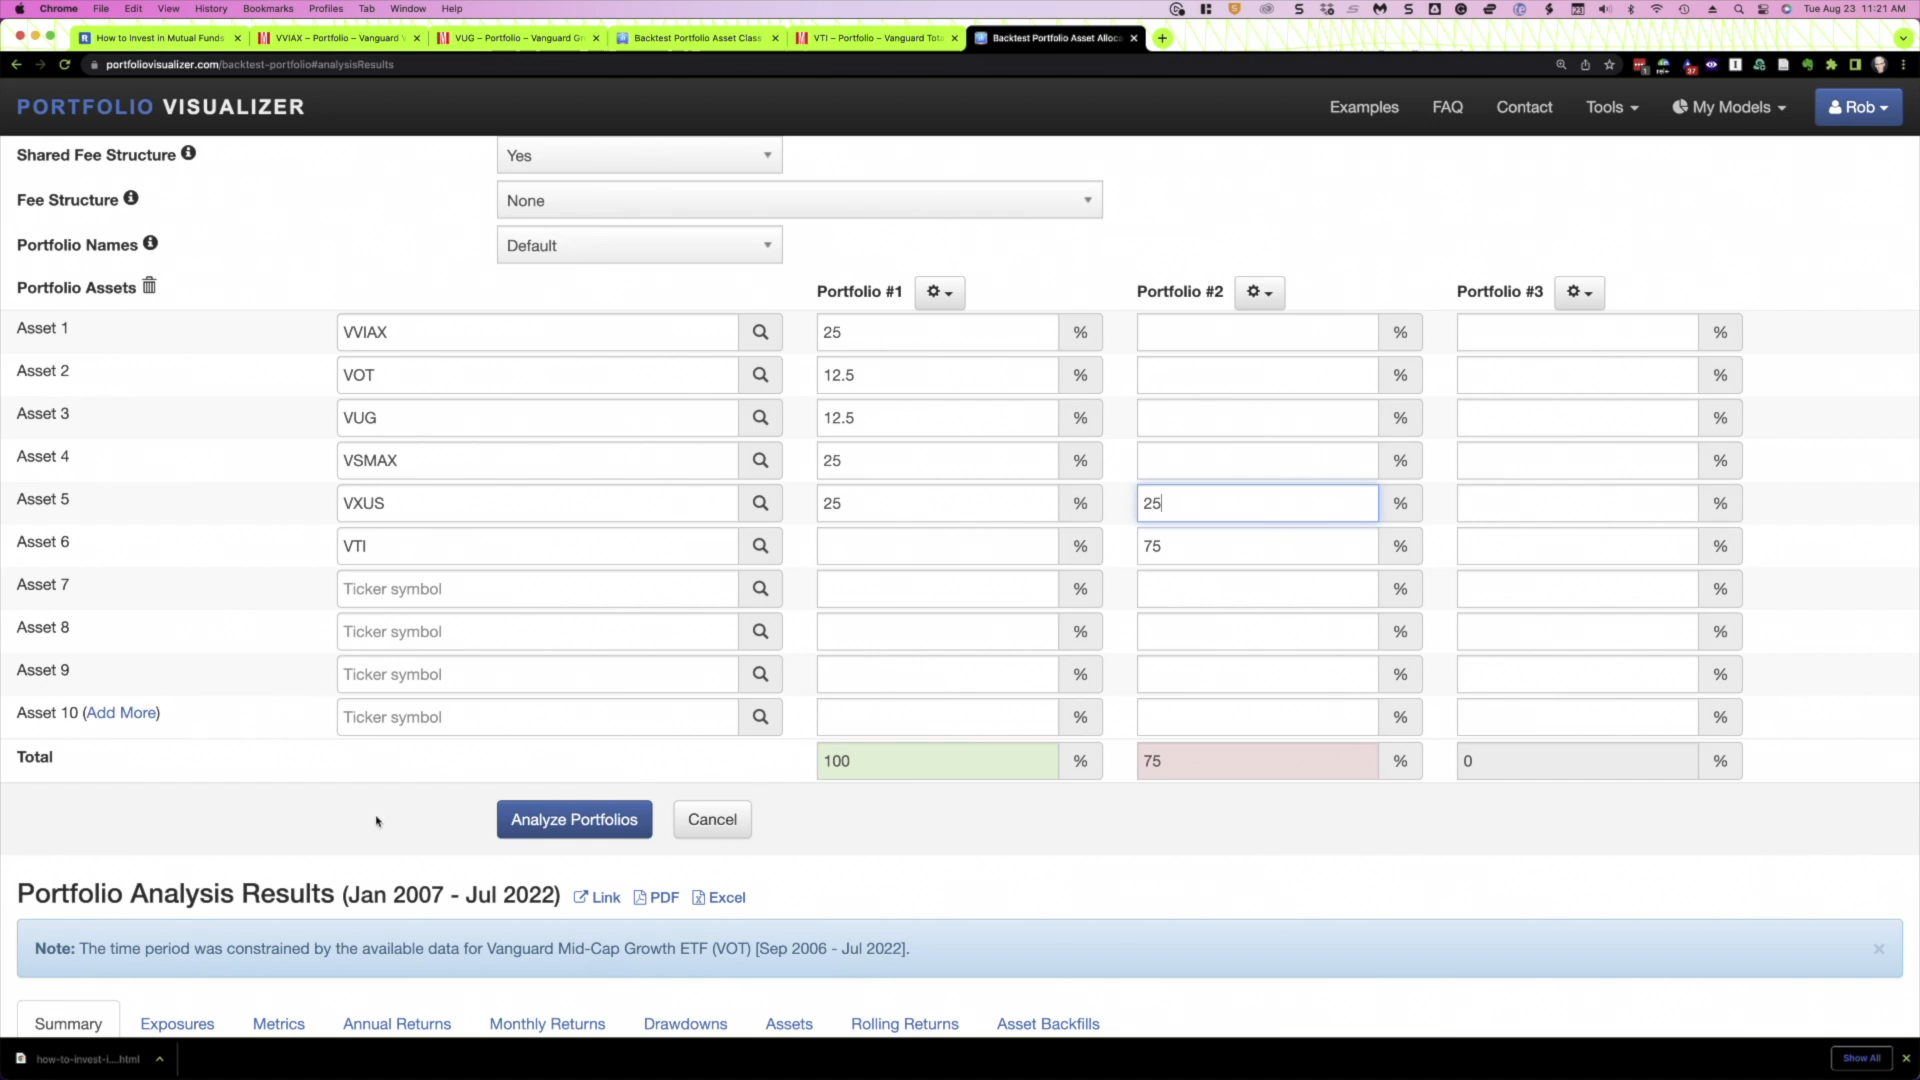 Chrome File Edit View History Bookmarks Profiles Tab Window Help Tue Aug 23 11:21 AM
How to Invest in Mutual Funds VVIAX – Portfolio – Vanguard V VUG – Portfolio – Vanguard Gr Backtest Portfolio Asset Class VTI – Portfolio – Vanguard Tota Backtest Portfolio Asset Alloca
portfoliovisualizer.com/backtest-portfolio#analysisResults
PORTFOLIO VISUALIZER Examples FAQ Contact Tools My Models Rob
Shared Fee Structure Yes
Fee Structure None
Portfolio Names Default
Portfolio Assets Portfolio #1 Portfolio #2 Portfolio #3
Asset 1 VVIAX 25 % % %
Asset 2 VOT 12.5 % % %
Asset 3 VUG 12.5 % % %
Asset 4 VSMAX 25 % % %
Asset 5 VXUS 25 % 25 % %
Asset 6 VTI % 75 % %
Asset 7 Ticker symbol % % %
Asset 8 Ticker symbol % % %
Asset 9 Ticker symbol % % %
Asset 10 (Add More) Ticker symbol % % %
Total 100 % 75 % 0 %
Analyze Portfolios Cancel
Portfolio Analysis Results (Jan 2007 - Jul 2022) Link PDF Excel
Note: The time period was constrained by the available data for Vanguard Mid-Cap Growth ETF (VOT) [Sep 2006 - Jul 2022].
Summary Exposures Metrics Annual Returns Monthly Returns Drawdowns Assets Rolling Returns Asset Backfills
how-to-invest-i....html Show All